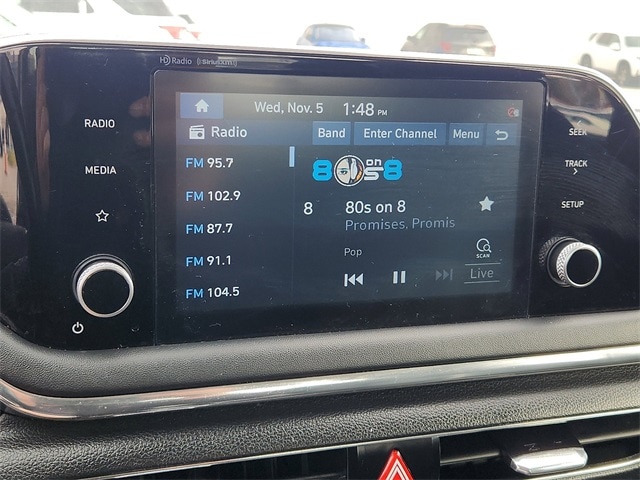 HD Radio (SiriusXM)
Wed, Nov. 5 1:48 PM
Radio Band Enter Channel Menu
RADIO
MEDIA
FM 95.7
FM 102.9
FM 87.7
FM 91.1
FM 104.5
80s on 8
8 80s on 8
Promises, Promis
Pop
SCAN
Live
SEEK
TRACK
SETUP